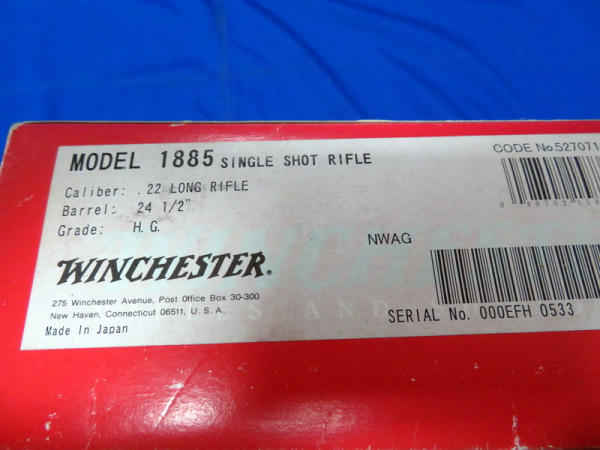 MODEL 1885 SINGLE SHOT RIFLE
CODE No.527071
Caliber: .22 LONG RIFLE
Barrel: 24 1/2"
Grade: H.G.
NWAG
WINCHESTER®
275 Winchester Avenue, Post Office Box 30-300
New Haven, Connecticut 06511, U.S.A.
Made In Japan
SERIAL No. 000EFH 0533